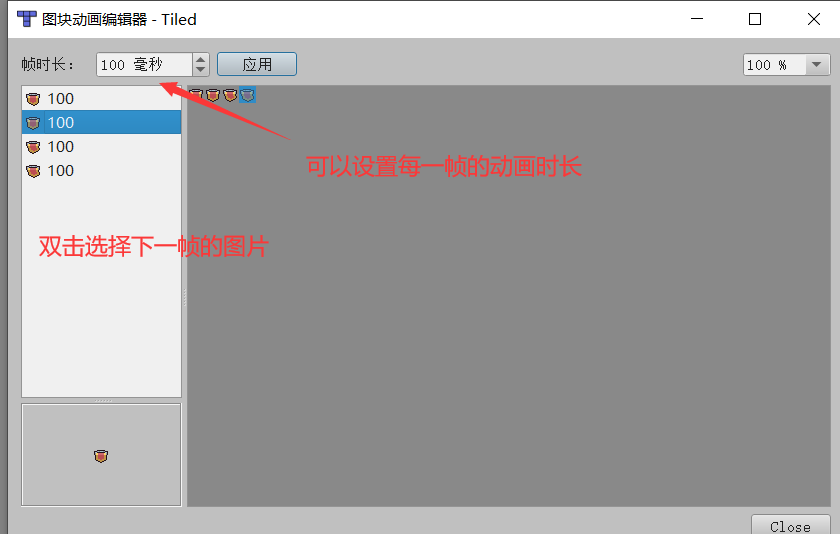 图块动画编辑器 - Tiled
帧时长： 100 毫秒 应用 100 %
100
100
100
100
可以设置每一帧的动画时长
双击选择下一帧的图片
Close